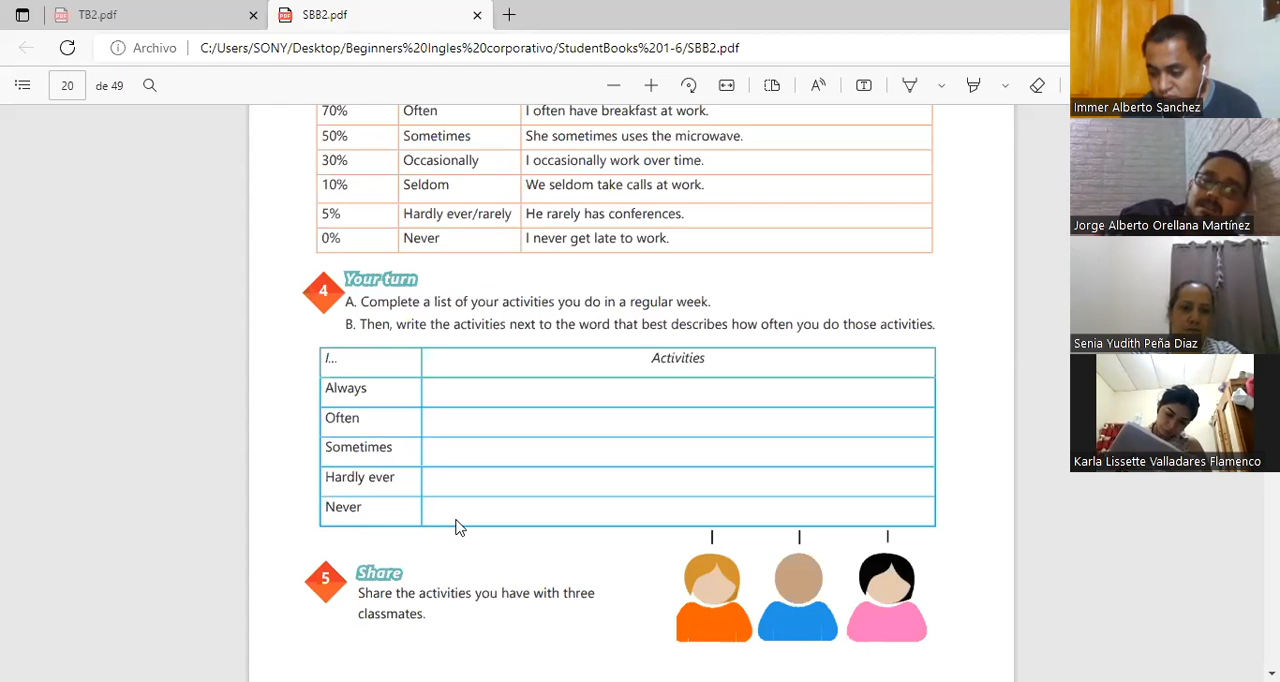 TB2.pdf
SBB2.pdf
Archivo
C:/Users/SONY/Desktop/Beginners%20Ingles%20corporativo/StudentBooks%201-6/SBB2.pdf
20 de 49
70% Often I often have breakfast at work.
50% Sometimes She sometimes uses the microwave.
30% Occasionally I occasionally work over time.
10% Seldom We seldom take calls at work.
5% Hardly ever/rarely He rarely has conferences.
0% Never I never get late to work.
4 Your turn
A. Complete a list of your activities you do in a regular week.
B. Then, write the activities next to the word that best describes how often you do those activities.
I... Activities
Always
Often
Sometimes
Hardly ever
Never
5 Share
Share the activities you have with three
classmates.
Immer Alberto Sanchez
Jorge Alberto Orellana Martínez
Senia Yudith Peña Diaz
Karla Lissette Valladares Flamenco